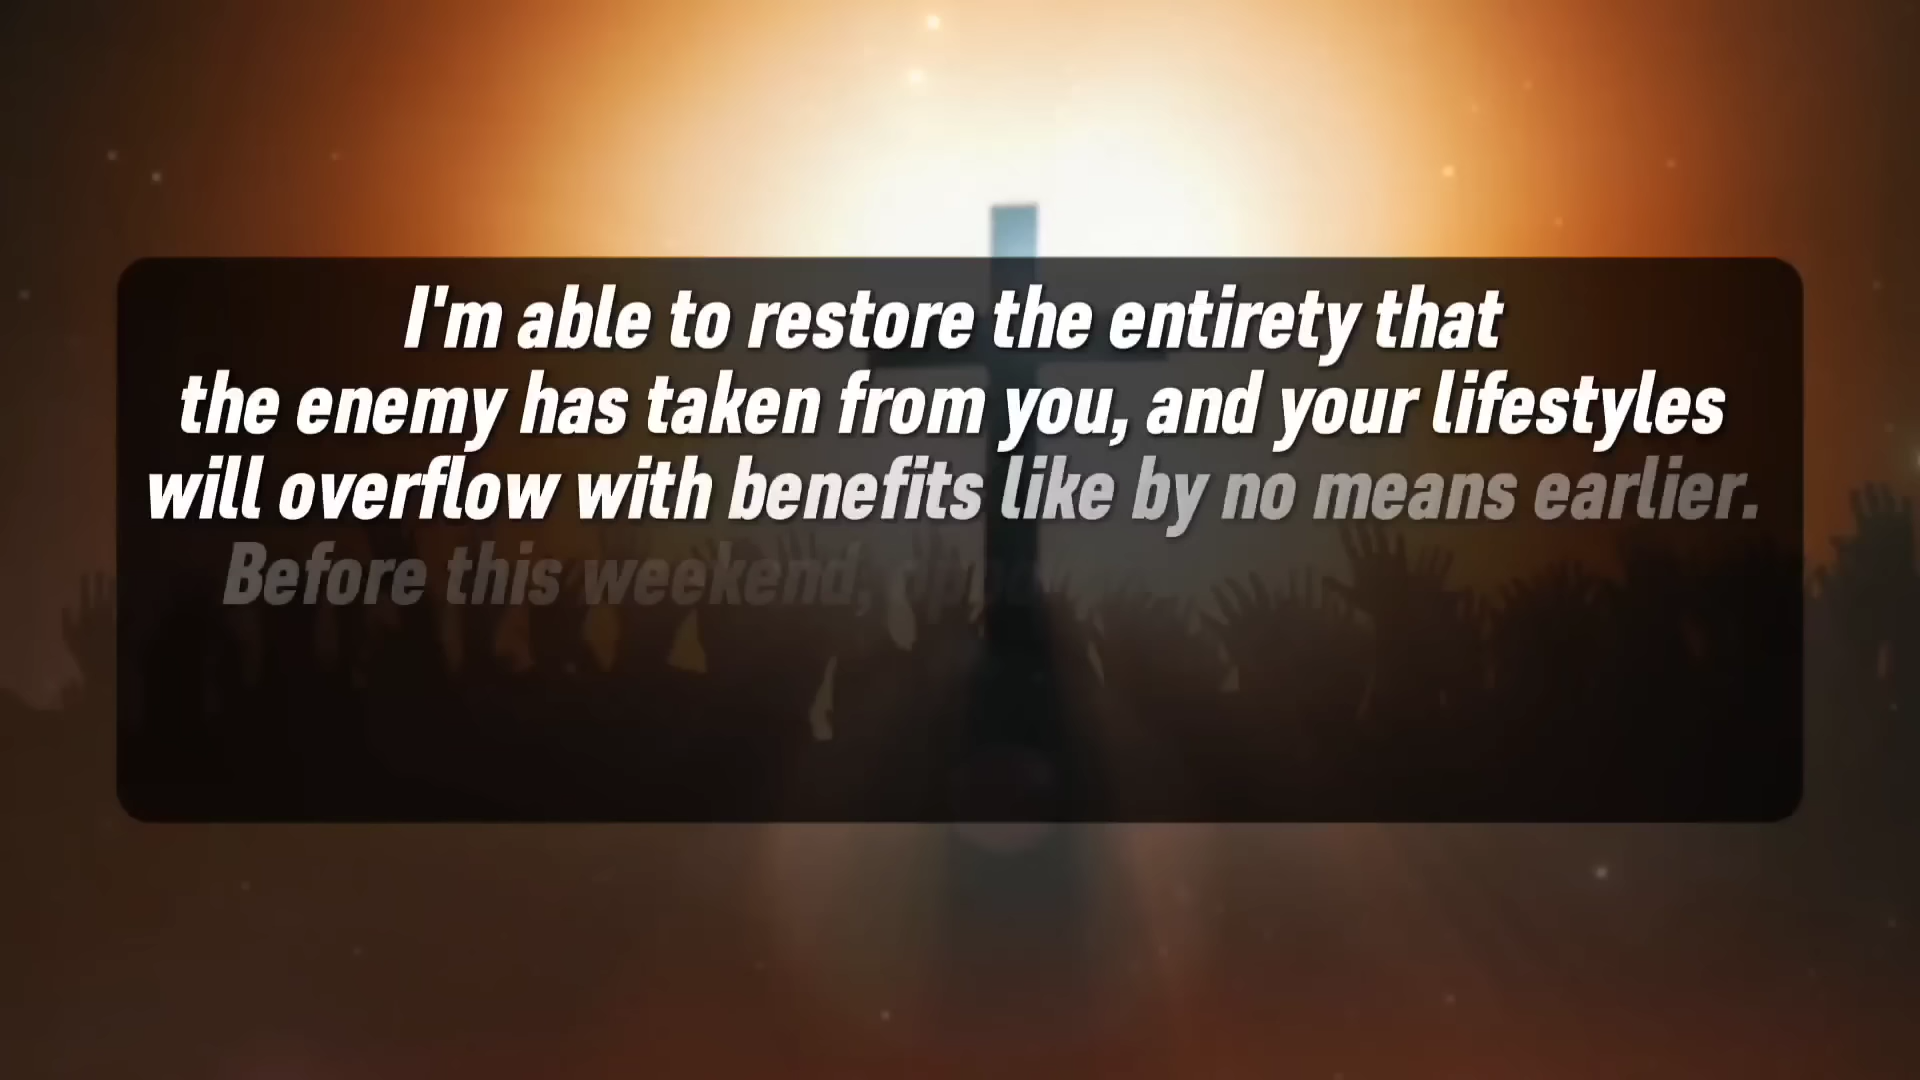 I'm able to restore the entirety that
the enemy has taken from you, and your lifestyles
will overflow with benefits like by no means earlier.
Before this weekend,